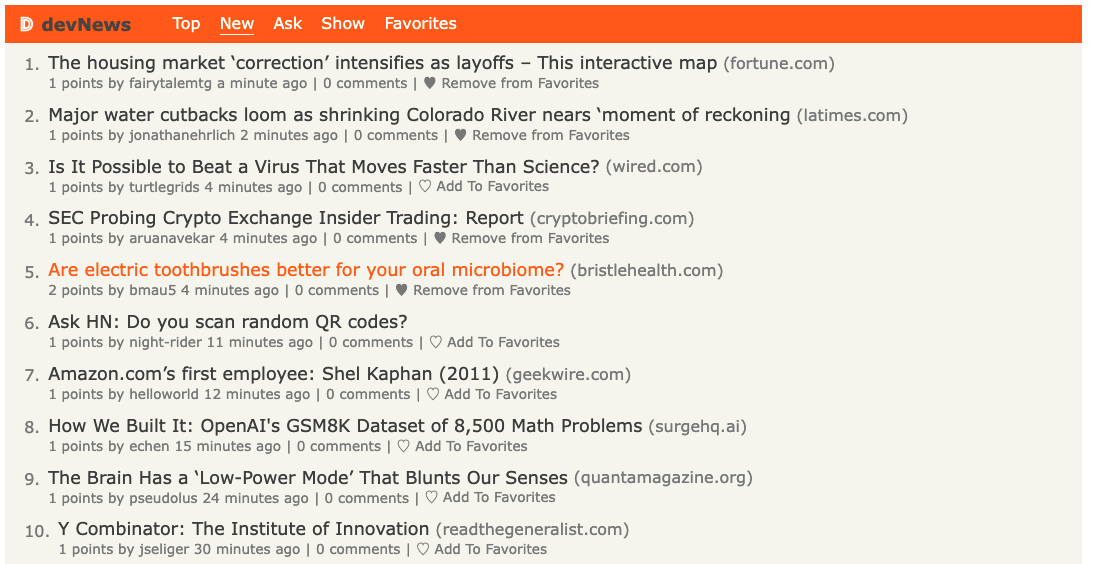 D devNews Top New Ask Show Favorites
1. The housing market ‘correction’ intensifies as layoffs – This interactive map (fortune.com)
1 points by fairytalemtg a minute ago | 0 comments | ♥ Remove from Favorites
2. Major water cutbacks loom as shrinking Colorado River nears ‘moment of reckoning (latimes.com)
1 points by jonathanehrlich 2 minutes ago | 0 comments | ♥ Remove from Favorites
3. Is It Possible to Beat a Virus That Moves Faster Than Science? (wired.com)
1 points by turtlegrids 4 minutes ago | 0 comments | ♡ Add To Favorites
4. SEC Probing Crypto Exchange Insider Trading: Report (cryptobriefing.com)
1 points by aruanavekar 4 minutes ago | 0 comments | ♥ Remove from Favorites
5. Are electric toothbrushes better for your oral microbiome? (bristlehealth.com)
2 points by bmau5 4 minutes ago | 0 comments | ♥ Remove from Favorites
6. Ask HN: Do you scan random QR codes?
1 points by night-rider 11 minutes ago | 0 comments | ♡ Add To Favorites
7. Amazon.com’s first employee: Shel Kaphan (2011) (geekwire.com)
1 points by helloworld 12 minutes ago | 0 comments | ♡ Add To Favorites
8. How We Built It: OpenAI's GSM8K Dataset of 8,500 Math Problems (surgehq.ai)
1 points by echen 15 minutes ago | 0 comments | ♡ Add To Favorites
9. The Brain Has a ‘Low-Power Mode’ That Blunts Our Senses (quantamagazine.org)
1 points by pseudolus 24 minutes ago | 0 comments | ♡ Add To Favorites
10. Y Combinator: The Institute of Innovation (readthegeneralist.com)
1 points by jseliger 30 minutes ago | 0 comments | ♡ Add To Favorites